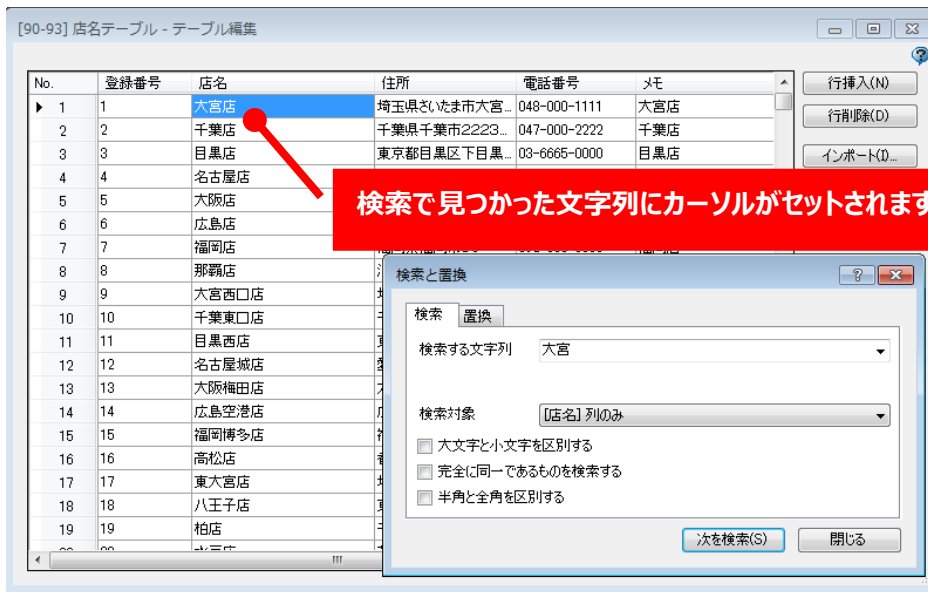 [90-93] 店名テーブル - テーブル編集
No. 登録番号 店名 住所 電話番号 メモ
行挿入(N)
1 1 大宮店 埼玉県さいたま市大宮... 048-000-1111 大宮店
行削除(D)
2 2 千葉店 千葉県千葉市2223... 047-000-2222 千葉店
3 3 目黒店 東京都目黒区下目黒... 03-6665-0000 目黒店
インポート(I)...
4 4 名古屋店
5 5 大阪店
検索で見つかった文字列にカーソルがセットされます
6 6 広島店
7 7 福岡店
8 8 那覇店
9 9 大宮西口店
10 10 千葉東口店
11 11 目黒西店
12 12 名古屋城店
13 13 大阪梅田店
14 14 広島空港店
15 15 福岡博多店
16 16 高松店
17 17 東大宮店
18 18 八王子店
19 19 柏店
検索と置換
検索 置換
検索する文字列 大宮
検索対象 [店名] 列のみ
大文字と小文字を区別する
完全に同一であるものを検索する
半角と全角を区別する
次を検索(S) 閉じる